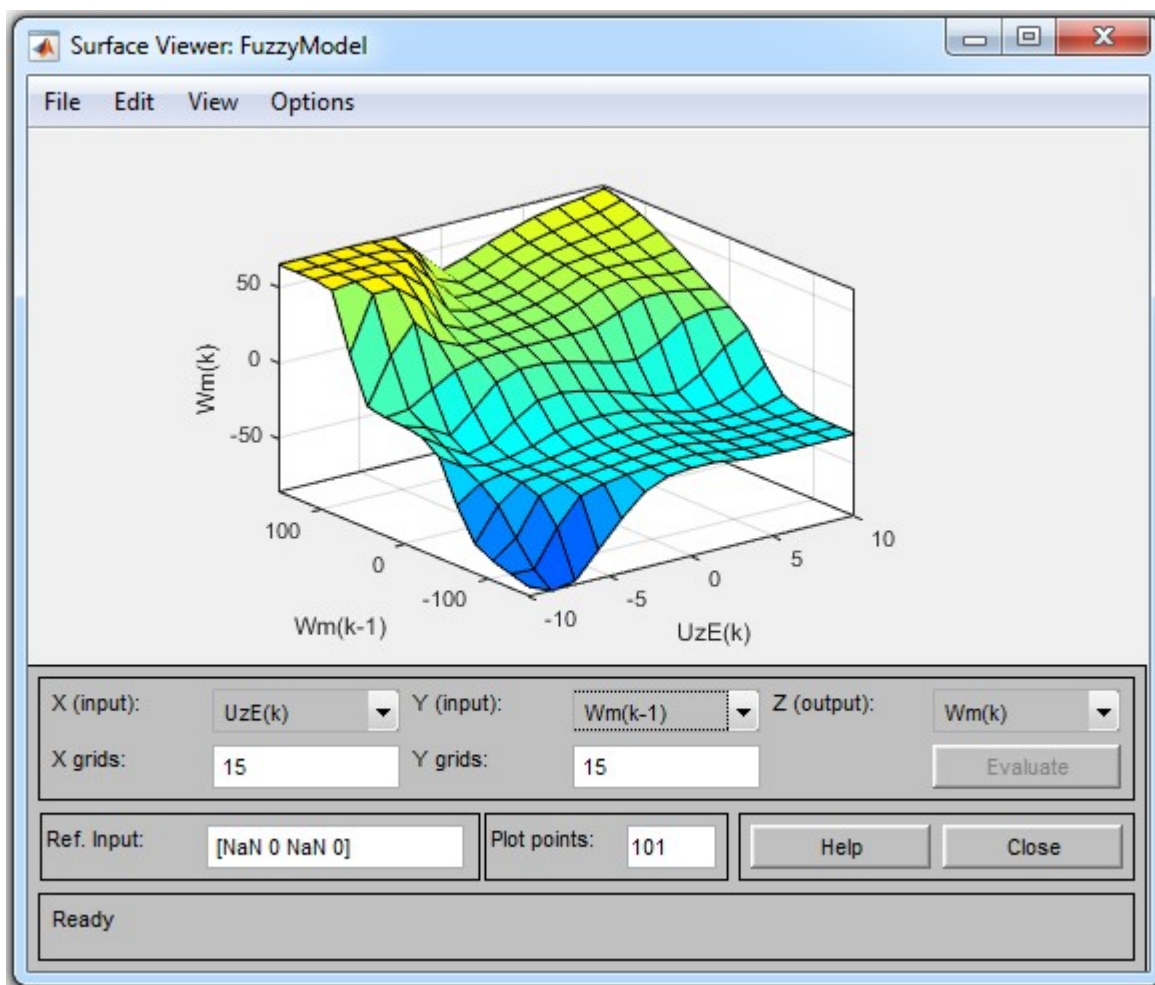 Surface Viewer: FuzzyModel
File Edit View Options
50
0
-50
Wm(k)
100
0
-100
Wm(k-1)
-10
-5
0
5
10
UzE(k)
X (input): UzE(k) Y (input): Wm(k-1) Z (output): Wm(k)
X grids: 15 Y grids: 15 Evaluate
Ref. Input: [NaN 0 NaN 0] Plot points: 101 Help Close
Ready